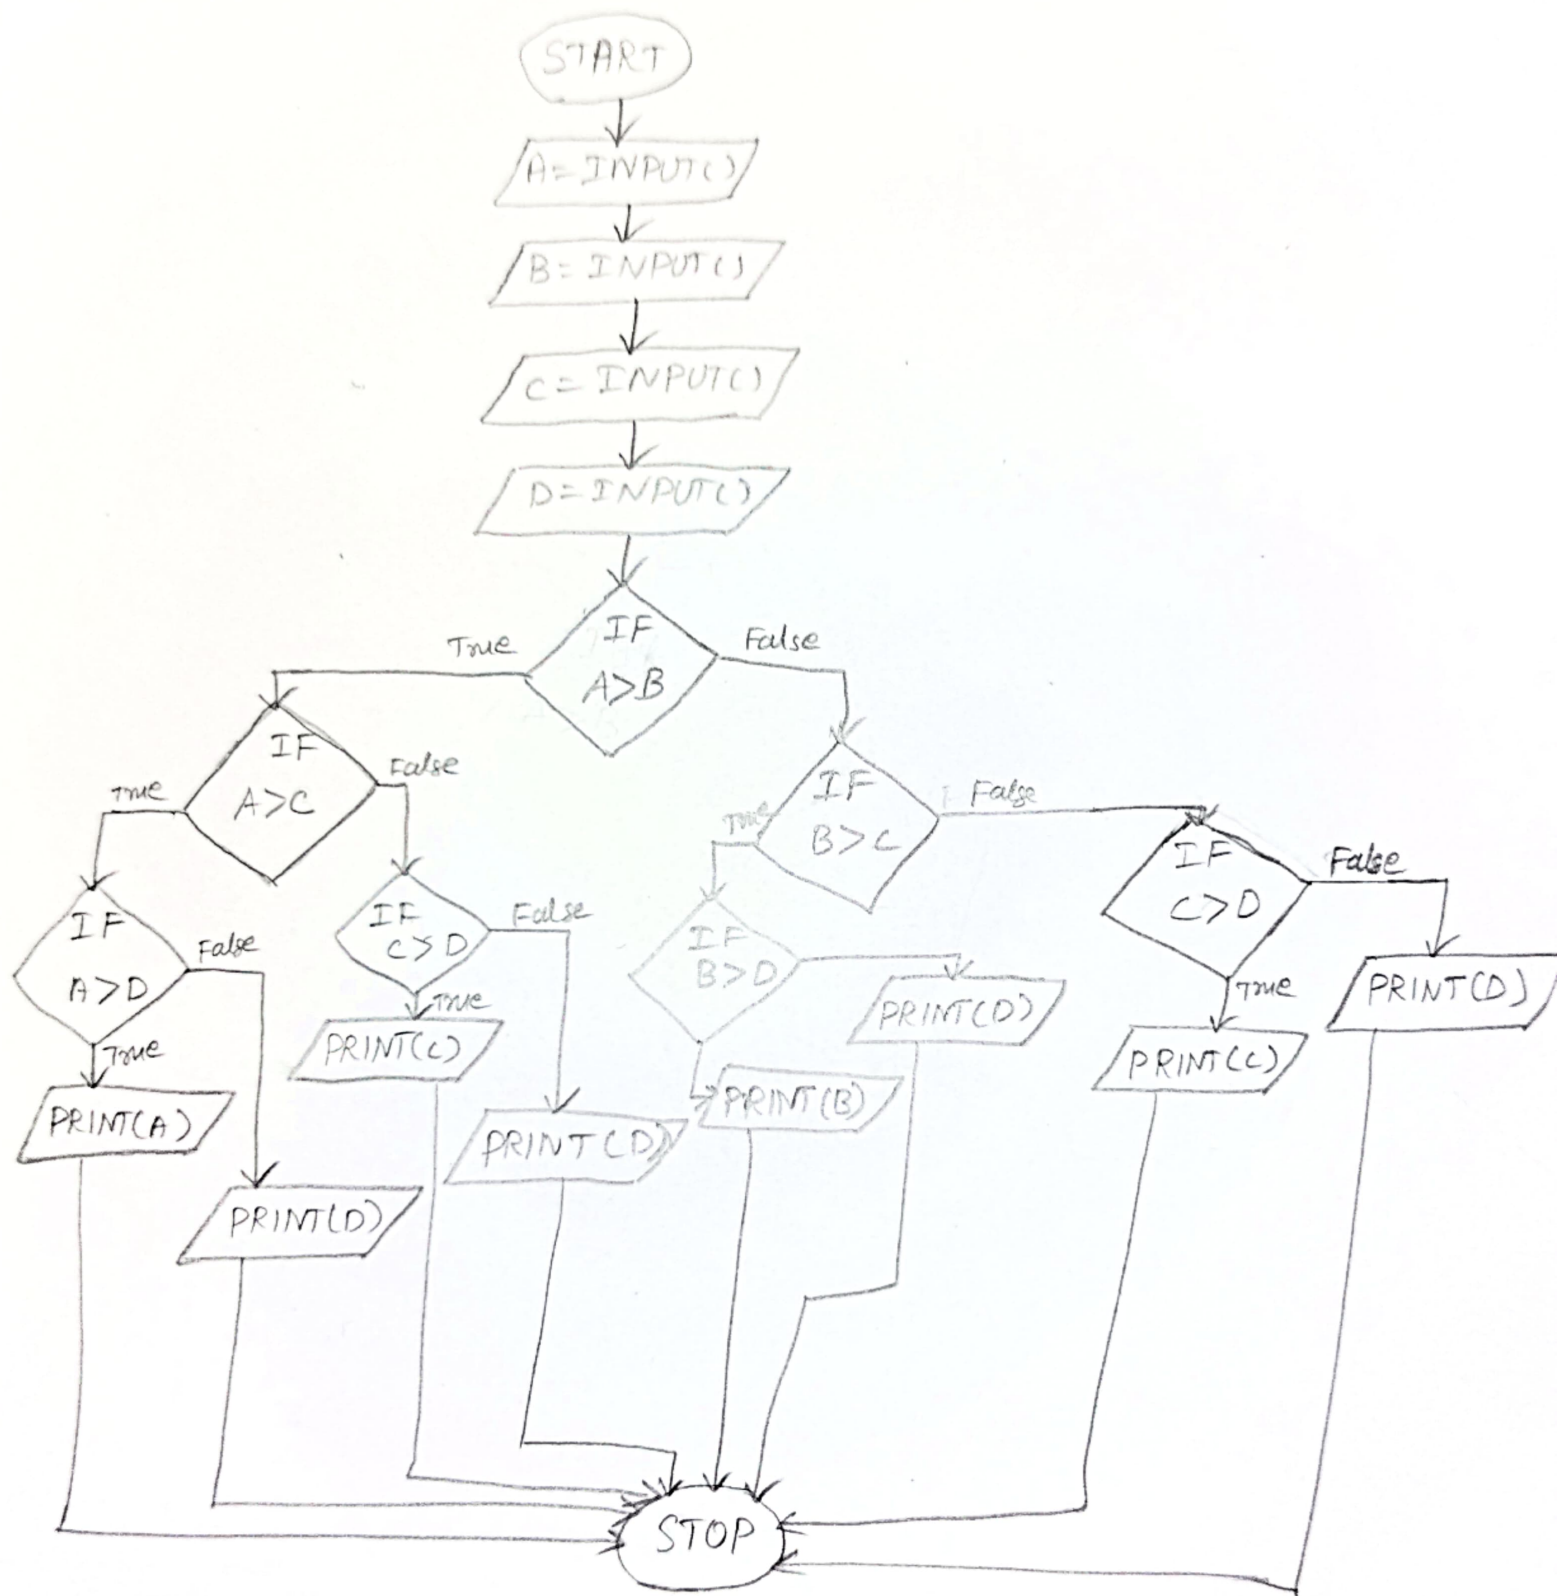 START
A=INPUT()
B=INPUT()
C=INPUT()
D=INPUT()
IF
A>B
True
False
IF
A>C
True
False
IF
B>C
True
False
IF
A>D
True
False
IF
C>D
True
False
IF
B>D
IF
C>D
True
False
PRINT(A)
PRINT(D)
PRINT(C)
PRINT(D)
PRINT(B)
PRINT(D)
PRINT(C)
PRINT(D)
STOP